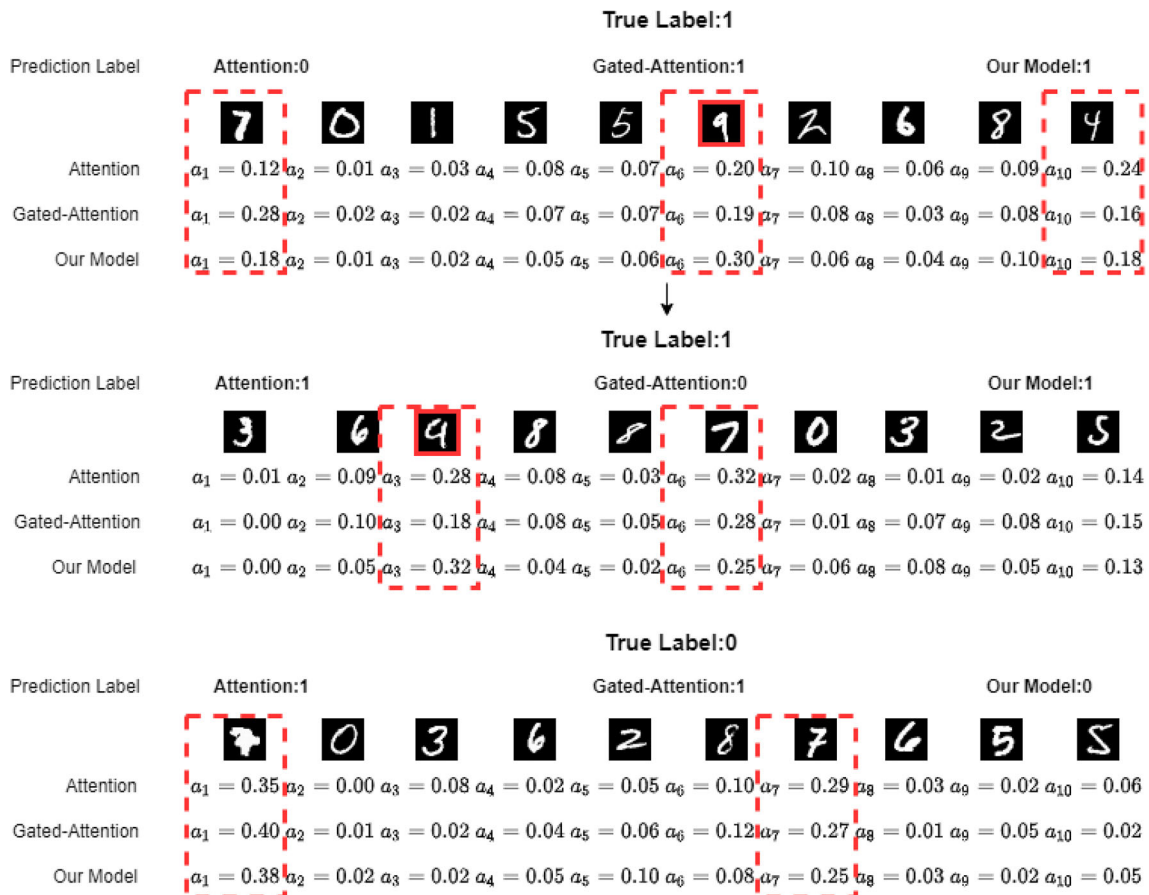 True Label:1
Prediction Label Attention:0 Gated-Attention:1 Our Model:1
7 0 1 5 5 9 2 6 8 4
Attention a₁ = 0.12 a₂ = 0.01 a₃ = 0.03 a₄ = 0.08 a₅ = 0.07 a₆ = 0.20 a₇ = 0.10 a₈ = 0.06 a₉ = 0.09 a₁₀ = 0.24
Gated-Attention a₁ = 0.28 a₂ = 0.02 a₃ = 0.02 a₄ = 0.07 a₅ = 0.07 a₆ = 0.19 a₇ = 0.08 a₈ = 0.03 a₉ = 0.08 a₁₀ = 0.16
Our Model a₁ = 0.18 a₂ = 0.01 a₃ = 0.02 a₄ = 0.05 a₅ = 0.06 a₆ = 0.30 a₇ = 0.06 a₈ = 0.04 a₉ = 0.10 a₁₀ = 0.18
True Label:1
Prediction Label Attention:1 Gated-Attention:0 Our Model:1
3 6 9 8 8 7 0 3 2 5
Attention a₁ = 0.01 a₂ = 0.09 a₃ = 0.28 a₄ = 0.08 a₅ = 0.03 a₆ = 0.32 a₇ = 0.02 a₈ = 0.01 a₉ = 0.02 a₁₀ = 0.14
Gated-Attention a₁ = 0.00 a₂ = 0.10 a₃ = 0.18 a₄ = 0.08 a₅ = 0.05 a₆ = 0.28 a₇ = 0.01 a₈ = 0.07 a₉ = 0.08 a₁₀ = 0.15
Our Model a₁ = 0.00 a₂ = 0.05 a₃ = 0.32 a₄ = 0.04 a₅ = 0.02 a₆ = 0.25 a₇ = 0.06 a₈ = 0.08 a₉ = 0.05 a₁₀ = 0.13
True Label:0
Prediction Label Attention:1 Gated-Attention:1 Our Model:0
7 0 3 6 2 8 7 6 5 5
Attention a₁ = 0.35 a₂ = 0.00 a₃ = 0.08 a₄ = 0.02 a₅ = 0.05 a₆ = 0.10 a₇ = 0.29 a₈ = 0.03 a₉ = 0.02 a₁₀ = 0.06
Gated-Attention a₁ = 0.40 a₂ = 0.01 a₃ = 0.02 a₄ = 0.04 a₅ = 0.06 a₆ = 0.12 a₇ = 0.27 a₈ = 0.01 a₉ = 0.05 a₁₀ = 0.02
Our Model a₁ = 0.38 a₂ = 0.02 a₃ = 0.02 a₄ = 0.05 a₅ = 0.10 a₆ = 0.08 a₇ = 0.25 a₈ = 0.03 a₉ = 0.02 a₁₀ = 0.05